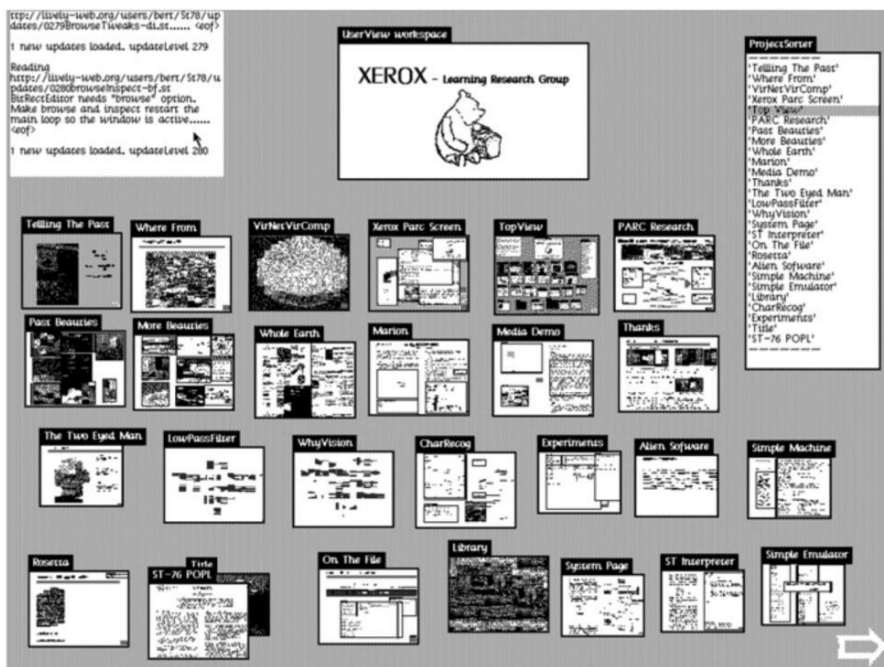 ttp://lively-web.org/users/bert/St78/up
dates/0279BrowseTweaks-di.st...... <eof>
1 new updates loaded. updateLevel 279
Reading
http://lively-web.org/users/bert/St78/u
pdates/0280browseInspect-bf.st
BitRectEditor needs "browse" option.
Make browse and inspect restart the
main loop so the window is active......
<eof>
1 new updates loaded. updateLevel 280
UserView workspace
XEROX - Learning Research Group
ProjectSorter
'Telling The Past'
'Where From'
'VirNetVirComp'
'Xerox Parc Screen'
'Top View'
'PARC Research'
'Past Beauties'
'More Beauties'
'Whole Earth'
'Marion'
'Media Demo'
'Thanks'
'The Two Eyed Man'
'LowPassFilter'
'WhyVision'
'System Page'
'ST Interpreter'
'On The File'
'Rosetta'
'Alien Sofware'
'Simple Machine'
'Simple Emulator'
'Library'
'CharRecog'
'Experiments'
'Title'
'ST-76 POPL'
Telling The Past
Where From
VirNetVirComp
Xerox Parc Screen
TopView
PARC Research
Past Beauties
More Beauties
Whole Earth
Marion
Media Demo
Thanks
The Two Eyed Man
LowPassFilter
WhyVision
CharRecog
Experiments
Alien Sofware
Simple Machine
Rosetta
Title
ST-76 POPL
On The File
Library
System Page
ST Interpreter
Simple Emulator